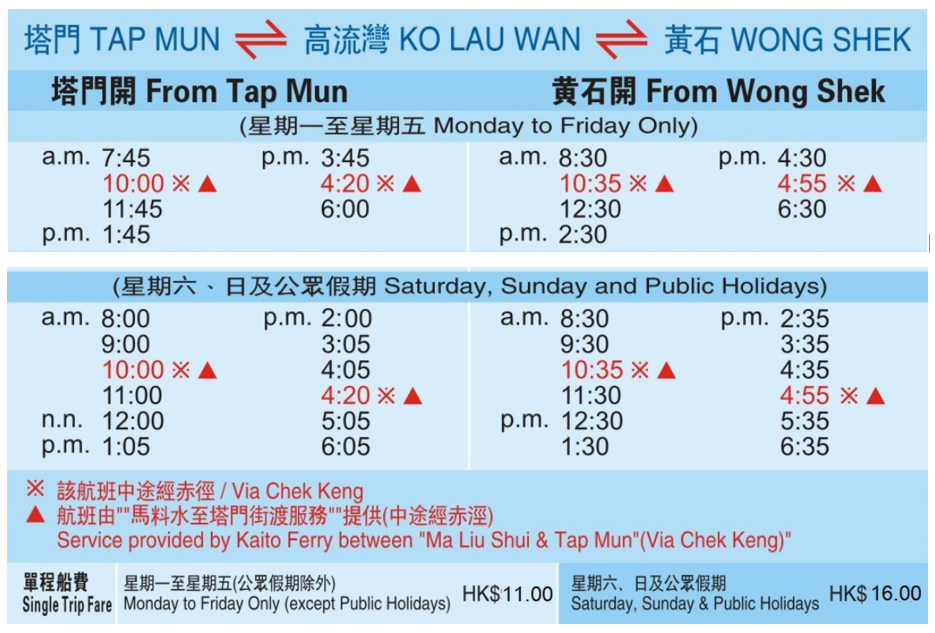 塔門 TAP MUN ⇌ 高流灣 KO LAU WAN ⇌ 黃石 WONG SHEK
塔門開 From Tap Mun
黄石開 From Wong Shek
(星期一至星期五 Monday to Friday Only)
a.m. 7:45 p.m. 3:45 a.m. 8:30 p.m. 4:30
10:00 ※ ▲ 4:20 ※ ▲ 10:35 ※ ▲ 4:55 ※ ▲
11:45 6:00 12:30 6:30
p.m. 1:45 p.m. 2:30
(星期六、日及公眾假期 Saturday, Sunday and Public Holidays)
a.m. 8:00 p.m. 2:00 a.m. 8:30 p.m. 2:35
9:00 3:05 9:30 3:35
10:00 ※ ▲ 4:05 10:35 ※ ▲ 4:35
11:00 4:20 ※ ▲ 11:30 4:55 ※ ▲
n.n. 12:00 5:05 p.m. 12:30 5:35
p.m. 1:05 6:05 1:30 6:35
※ 該航班中途經赤徑 / Via Chek Keng
▲ 航班由""馬料水至塔門街渡服務""提供(中途經赤涇)
Service provided by Kaito Ferry between "Ma Liu Shui & Tap Mun"(Via Chek Keng)"
單程船費
Single Trip Fare
星期一至星期五(公眾假期除外)
Monday to Friday Only (except Public Holidays)
HK$11.00
星期六、日及公眾假期
Saturday, Sunday & Public Holidays
HK$16.00